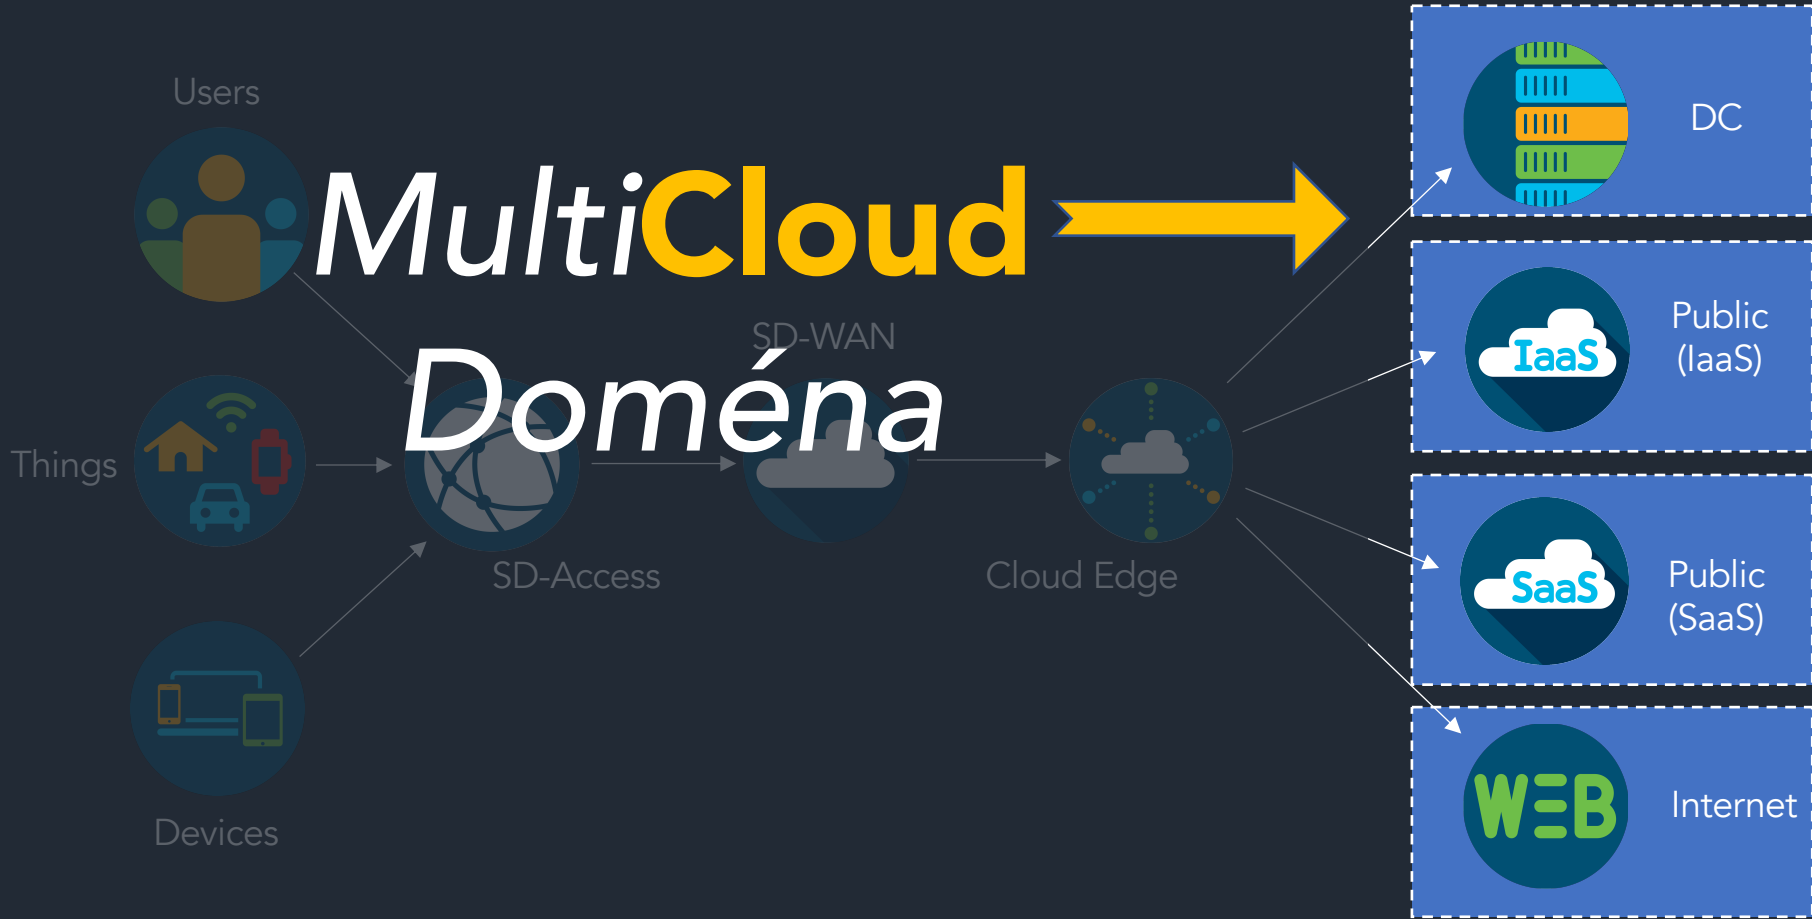 Users
MultiCloud
Doména
SD-WAN
Things
SD-Access
Cloud Edge
Devices
DC
IaaS
Public
(IaaS)
SaaS
Public
(SaaS)
WEB
Internet